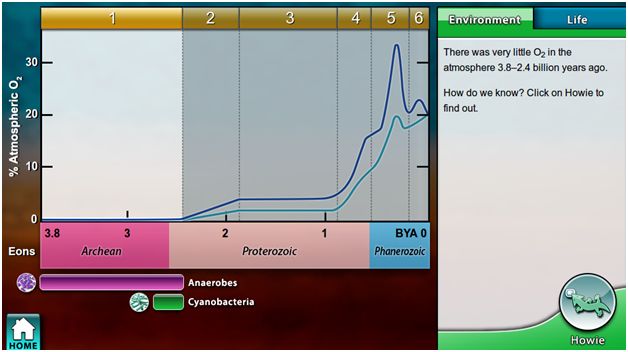 1 2 3 4 5 6
Environment
Life
There was very little O2 in the
atmosphere 3.8–2.4 billion years ago.
How do we know? Click on Howie to
find out.
% Atmospheric O2
30
20
10
0
3.8 3 2 1 BYA 0
Eons
Archean
Proterozoic
Phanerozoic
Anaerobes
Cyanobacteria
HOME
Howie